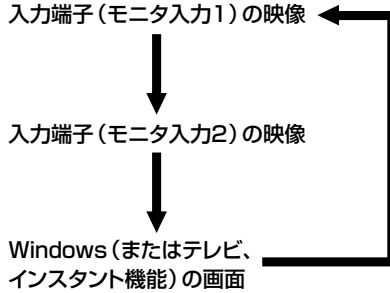 入力端子（モニタ入力1）の映像
入力端子（モニタ入力2）の映像
Windows（またはテレビ、
インスタント機能）の画面